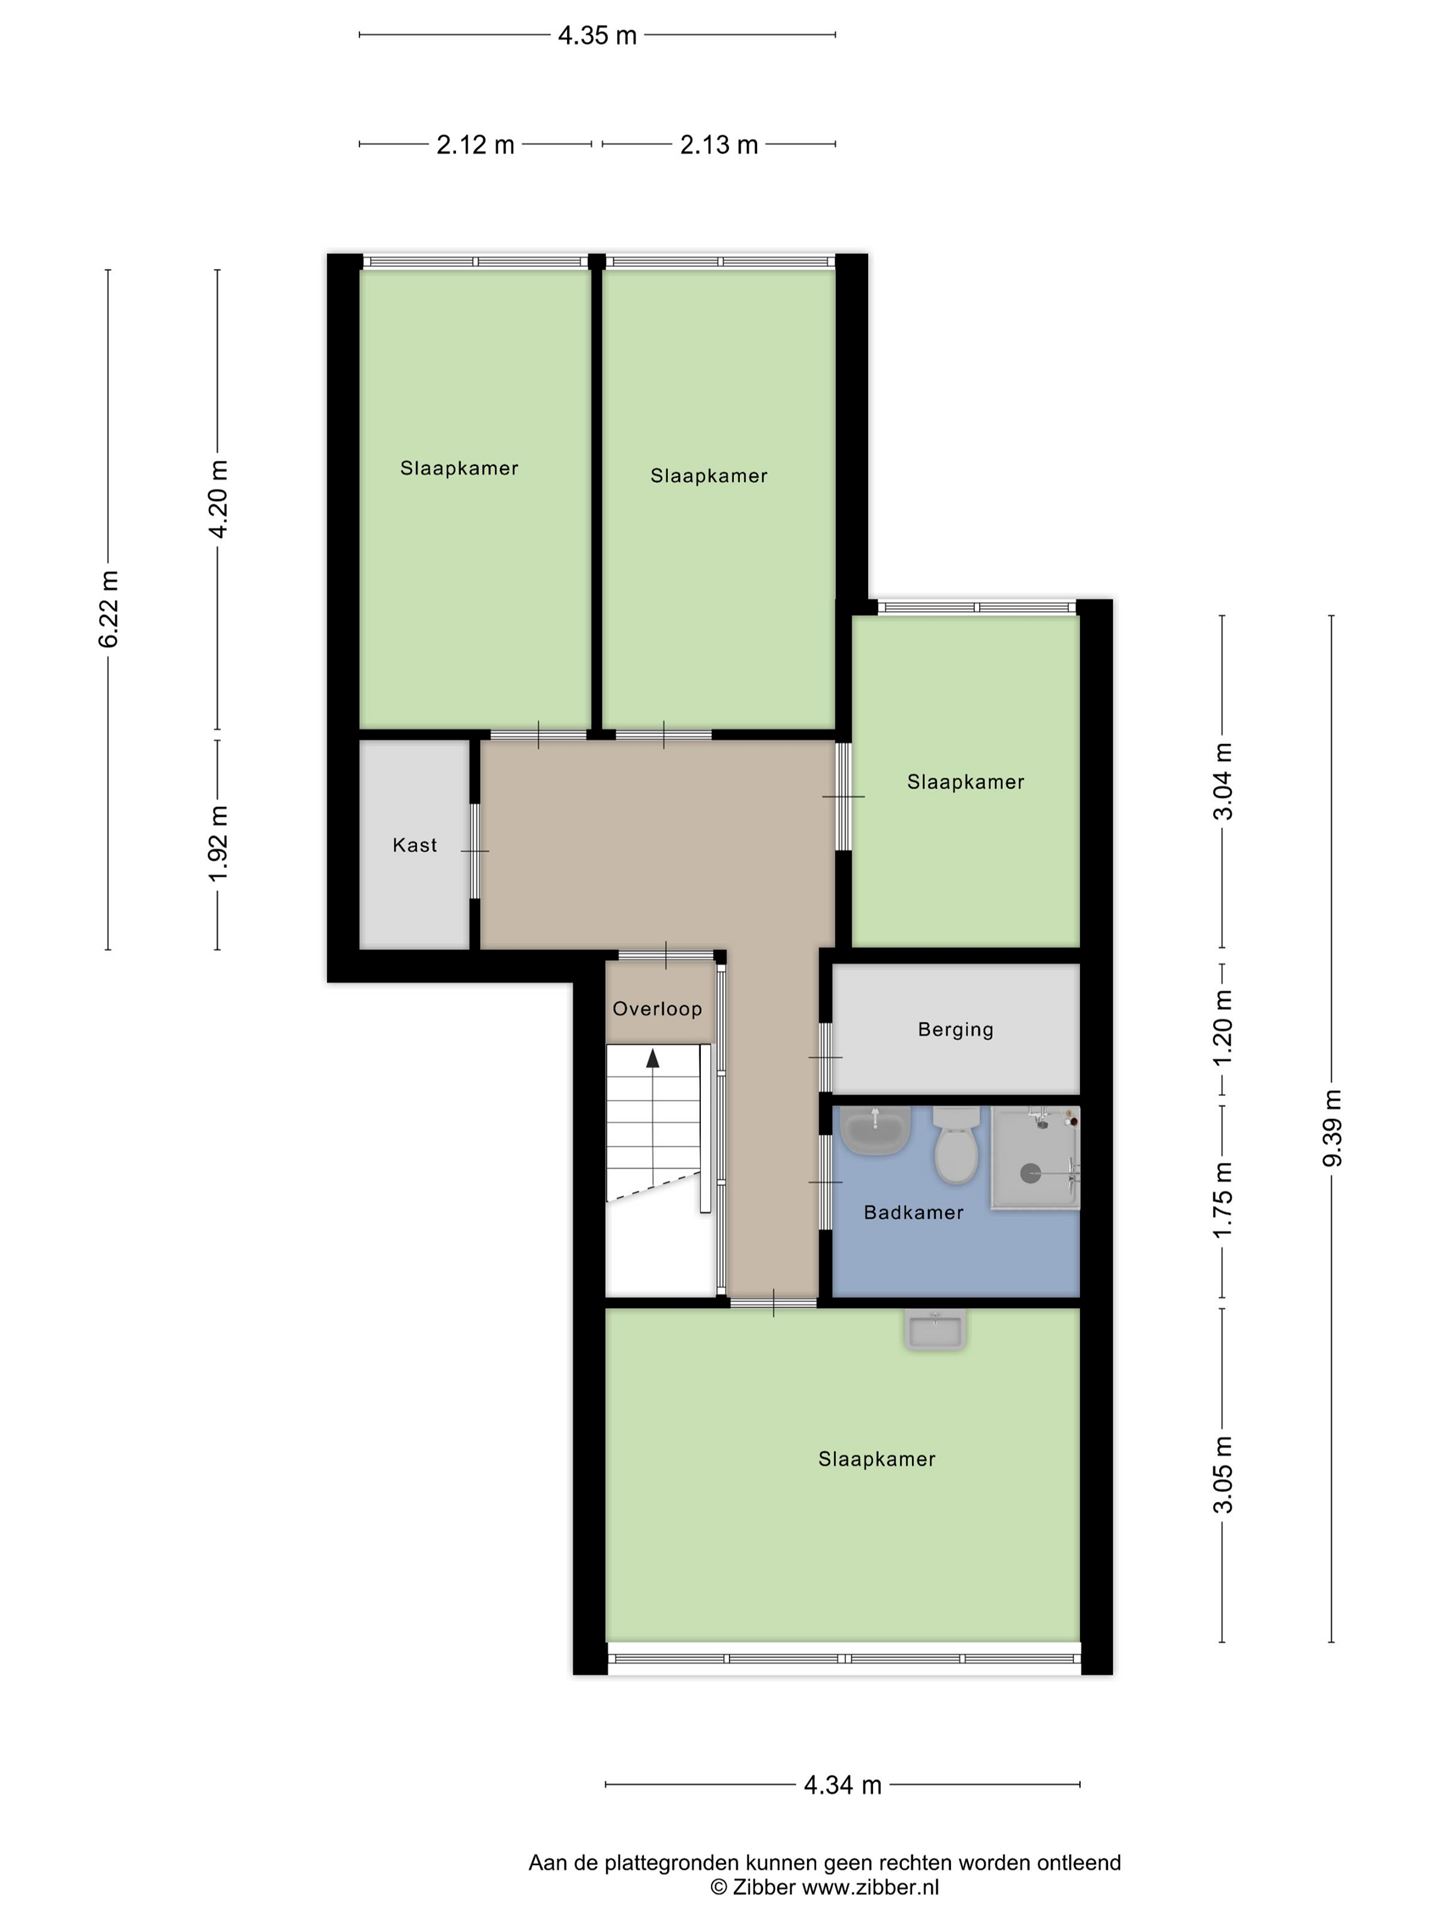 4.35 m
2.12 m
2.13 m
6.22 m
4.20 m
1.92 m
Slaapkamer
Slaapkamer
Slaapkamer
Kast
Overloop
Berging
Badkamer
Slaapkamer
3.04 m
1.20 m
1.75 m
3.05 m
9.39 m
4.34 m
Aan de plattegronden kunnen geen rechten worden ontleend
© Zibber www.zibber.nl